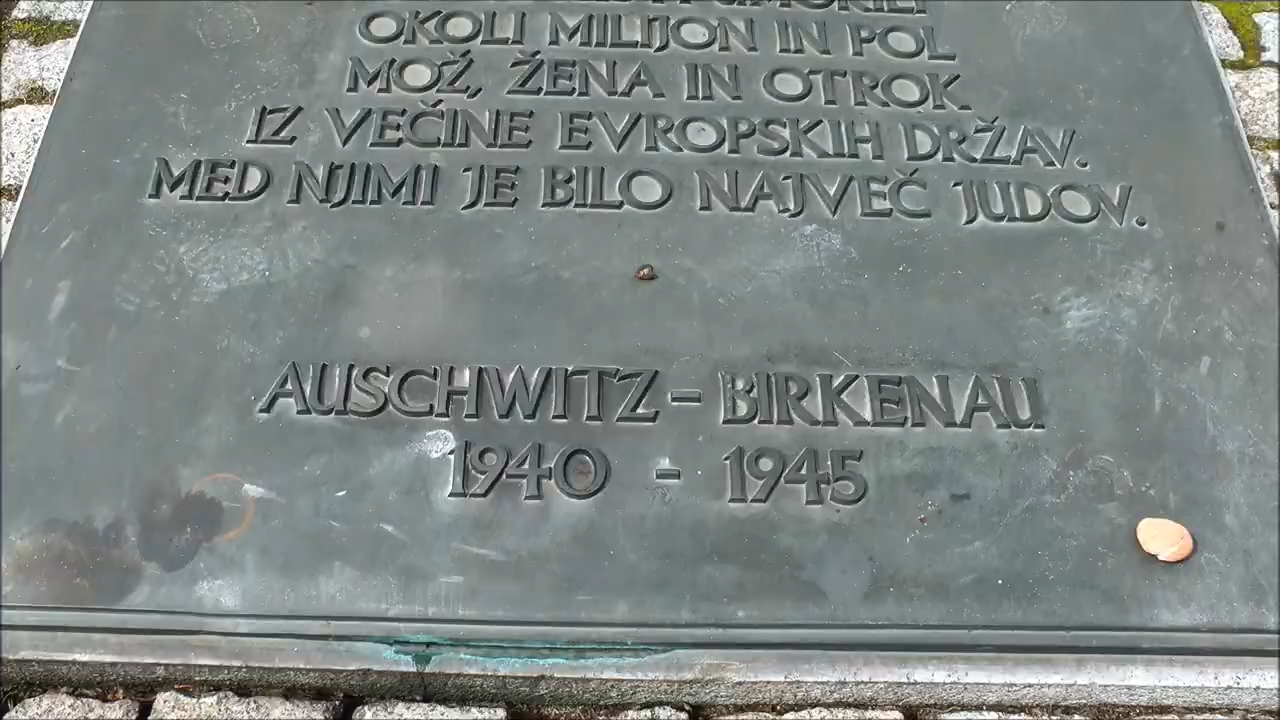 OKOLI MILIJON IN POL
MOŽ, ŽENA IN OTROK.
IZ VEČINE EVROPSKIH DRŽAV.
MED NJIMI JE BILO NAJVEČ JUDOV.
AUSCHWITZ - BIRKENAU
1940 - 1945